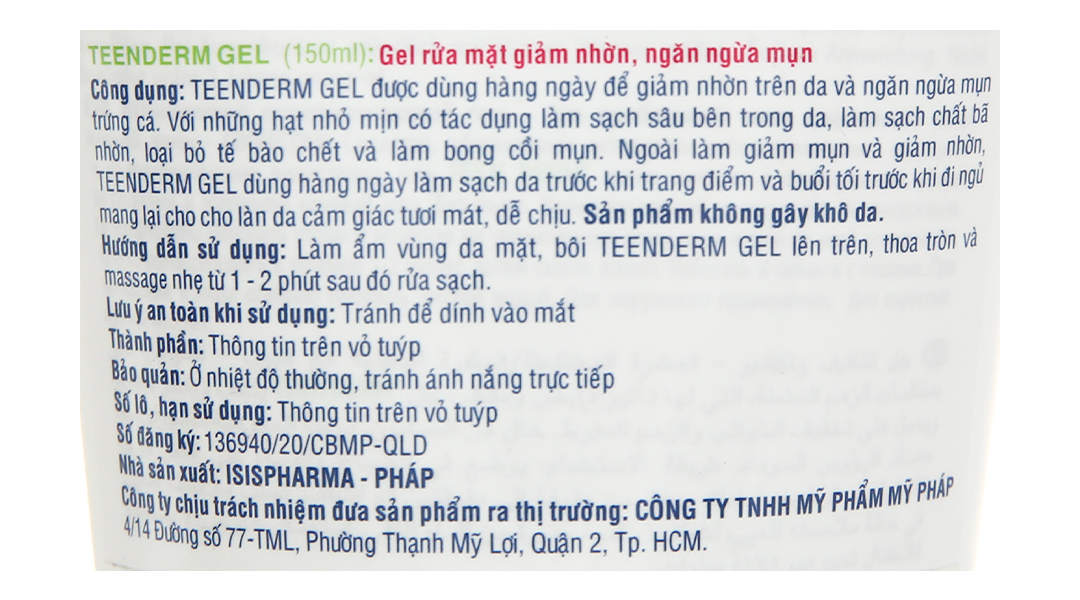 TEENDERM GEL (150ml): Gel rửa mặt giảm nhờn, ngăn ngừa mụn
Công dụng: TEENDERM GEL được dùng hàng ngày để giảm nhờn trên da và ngăn ngừa mụn
trứng cá. Với những hạt nhỏ mịn có tác dụng làm sạch sâu bên trong da, làm sạch chất bã
nhờn, loại bỏ tế bào chết và làm bong cồi mụn. Ngoài làm giảm mụn và giảm nhờn,
TEENDERM GEL dùng hàng ngày làm sạch da trước khi trang điểm và buổi tối trước khi đi ngủ
mang lại cho cho làn da cảm giác tươi mát, dễ chịu. Sản phẩm không gây khô da.
Hướng dẫn sử dụng: Làm ẩm vùng da mặt, bôi TEENDERM GEL lên trên, thoa tròn và
massage nhẹ từ 1 - 2 phút sau đó rửa sạch.
Lưu ý an toàn khi sử dụng: Tránh để dính vào mắt
Thành phần: Thông tin trên vỏ tuýp
Bảo quản: Ở nhiệt độ thường, tránh ánh nắng trực tiếp
Số lô, hạn sử dụng: Thông tin trên vỏ tuýp
Số đăng ký: 136940/20/CBMP-QLD
Nhà sản xuất: ISISPHARMA - PHÁP
Công ty chịu trách nhiệm đưa sản phẩm ra thị trường: CÔNG TY TNHH MỸ PHẨM MỸ PHÁP
4/14 Đường số 77-TML, Phường Thạnh Mỹ Lợi, Quận 2, Tp. HCM.